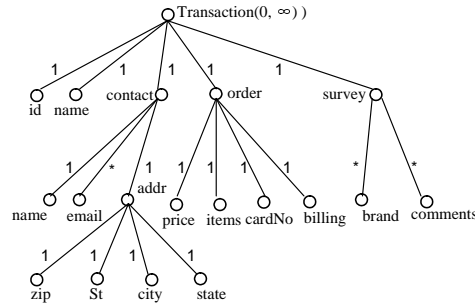 Transaction(0, ∞) )
1 1 1 1 1
id name contact order survey
1 * 1 1 1 1 1 * *
name email addr price items cardNo billing brand comments
1 1 1 1
zip St city state